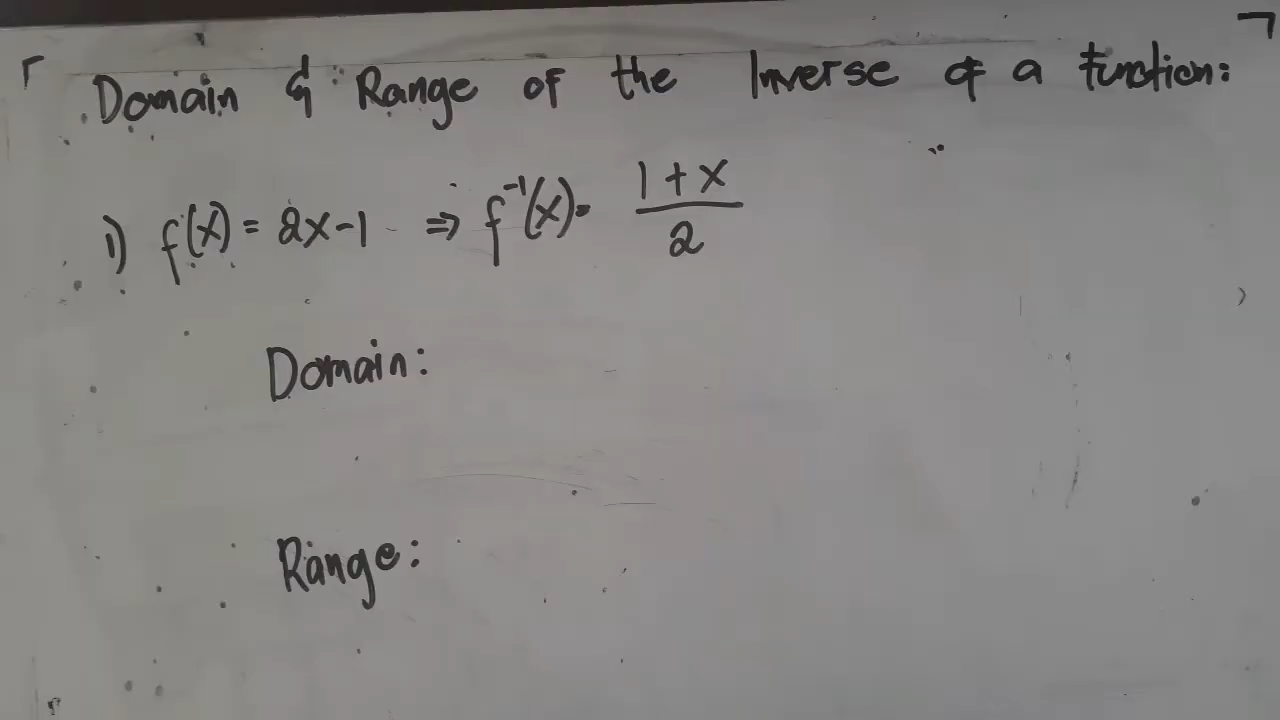 Domain & Range of the Inverse of a function:
1) f(x) = 2x-1 ⇒ f⁻¹(x) = (1+x)/2
Domain:
Range: